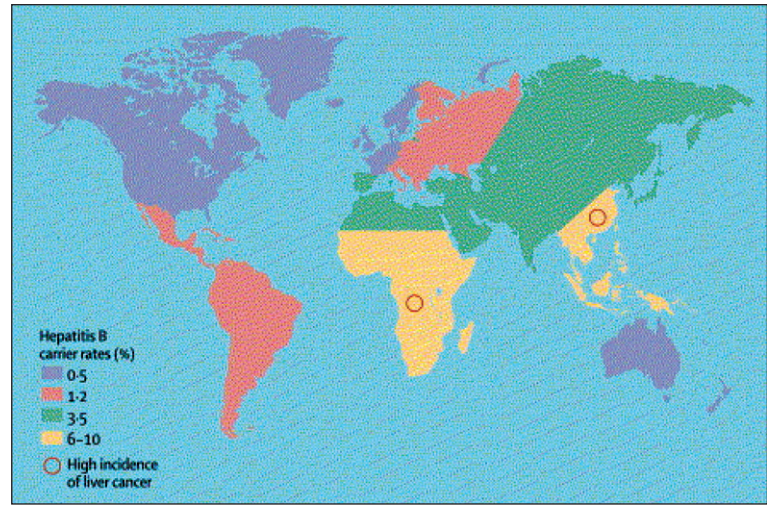 Hepatitis B
carrier rates (%)
0·5
1·2
3·5
6–10
High incidence
of liver cancer